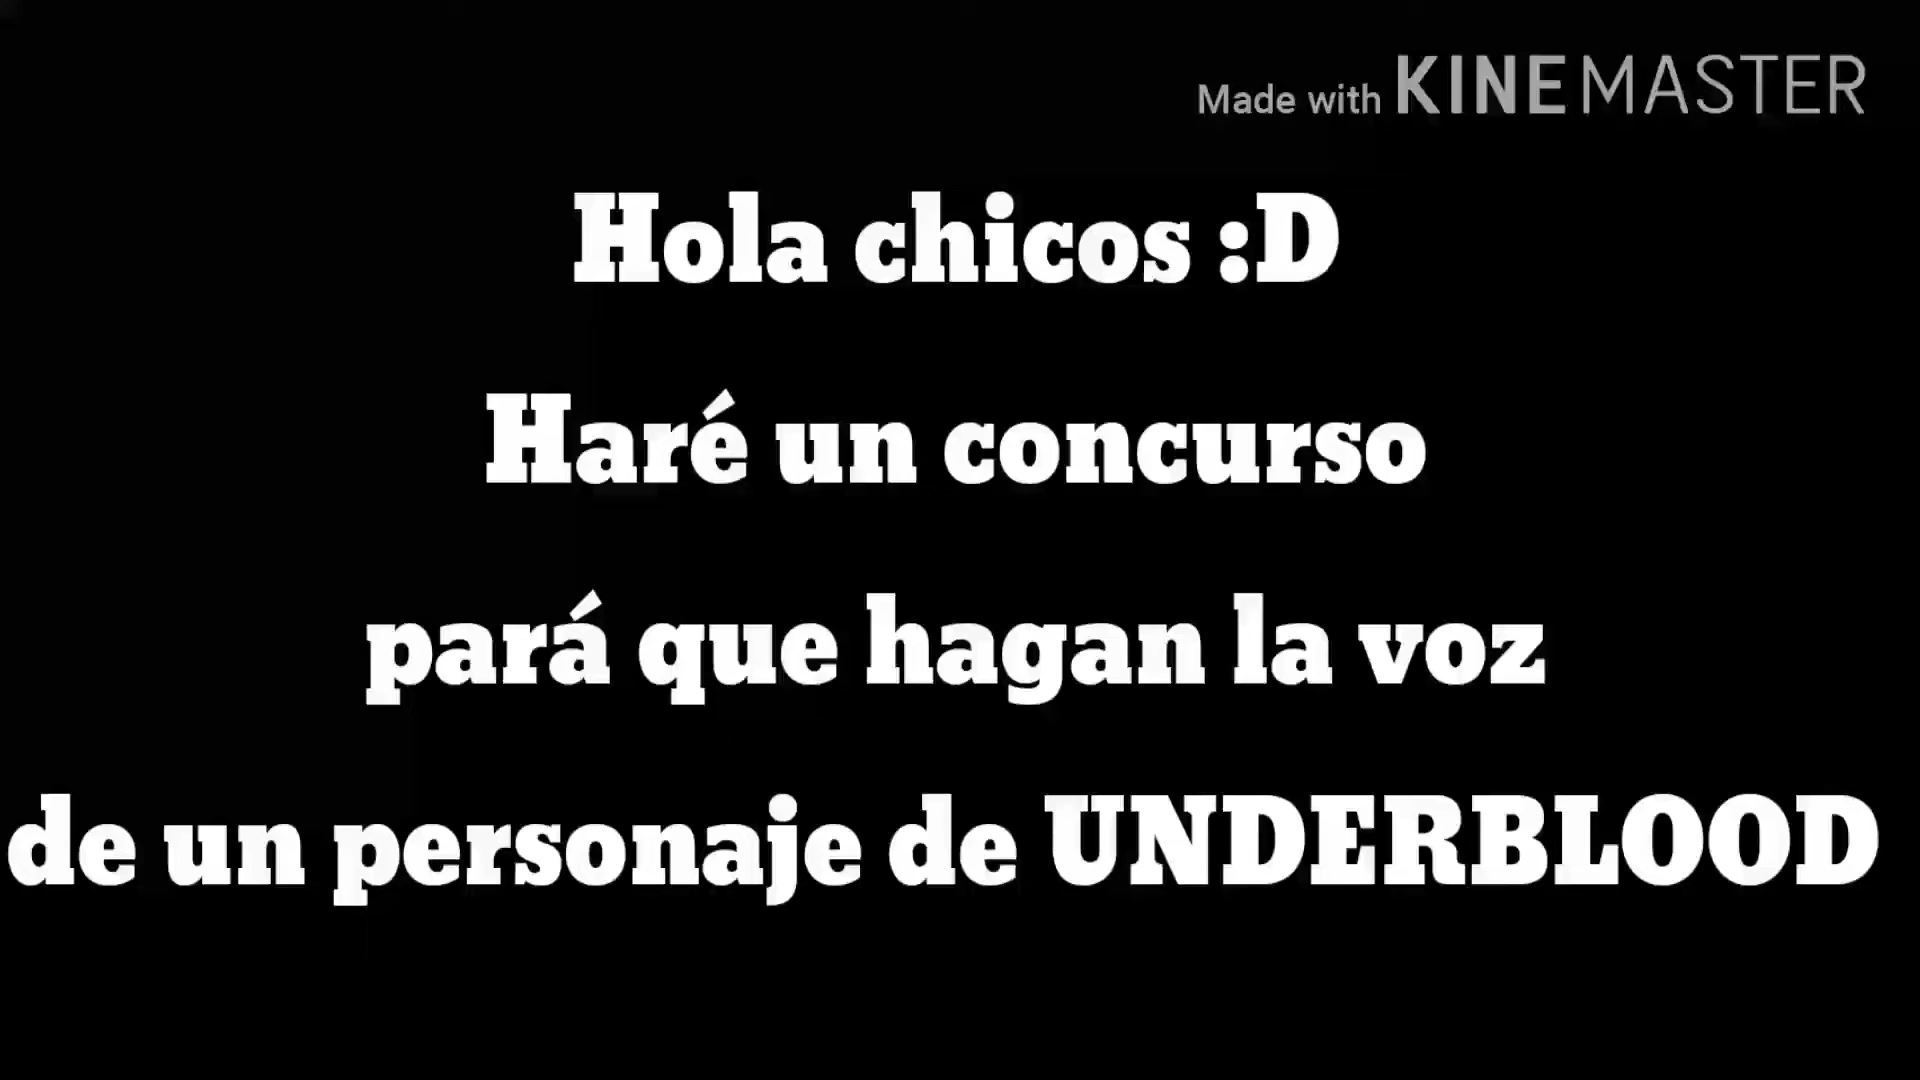 Made with KINEMASTER
Hola chicos :D
Haré un concurso
pará que hagan la voz
de un personaje de UNDERBLOOD